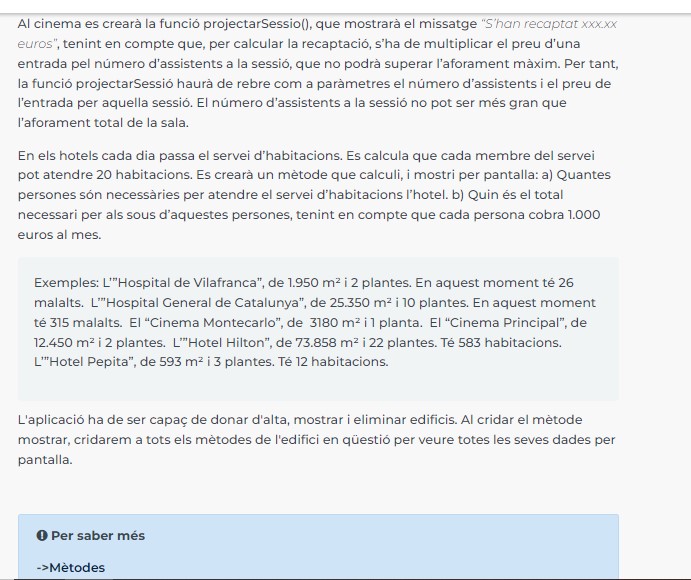 Al cinema es crearà la funció projectarSessio(), que mostrarà el missatge “S’han recaptat xxx.xx
euros”, tenint en compte que, per calcular la recaptació, s’ha de multiplicar el preu d’una
entrada pel número d’assistents a la sessió, que no podrà superar l’aforament màxim. Per tant,
la funció projectarSessió haurà de rebre com a paràmetres el número d’assistents i el preu de
l’entrada per aquella sessió. El número d’assistents a la sessió no pot ser més gran que
l’aforament total de la sala.
En els hotels cada dia passa el servei d’habitacions. Es calcula que cada membre del servei
pot atendre 20 habitacions. Es crearà un mètode que calculi, i mostri per pantalla: a) Quantes
persones són necessàries per atendre el servei d’habitacions l’hotel. b) Quin és el total
necessari per als sous d’aquestes persones, tenint en compte que cada persona cobra 1.000
euros al mes.
Exemples: L’”Hospital de Vilafranca”, de 1.950 m² i 2 plantes. En aquest moment té 26
malalts.  L’”Hospital General de Catalunya”, de 25.350 m² i 10 plantes. En aquest moment
té 315 malalts.  El “Cinema Montecarlo”, de  3180 m² i 1 planta.  El “Cinema Principal”, de
12.450 m² i 2 plantes.  L’”Hotel Hilton”, de 73.858 m² i 22 plantes. Té 583 habitacions.
L’”Hotel Pepita”, de 593 m² i 3 plantes. Té 12 habitacions.
L'aplicació ha de ser capaç de donar d'alta, mostrar i eliminar edificis. Al cridar el mètode
mostrar, cridarem a tots els mètodes de l'edifici en qüestió per veure totes les seves dades per
pantalla.
Per saber més
->Mètodes